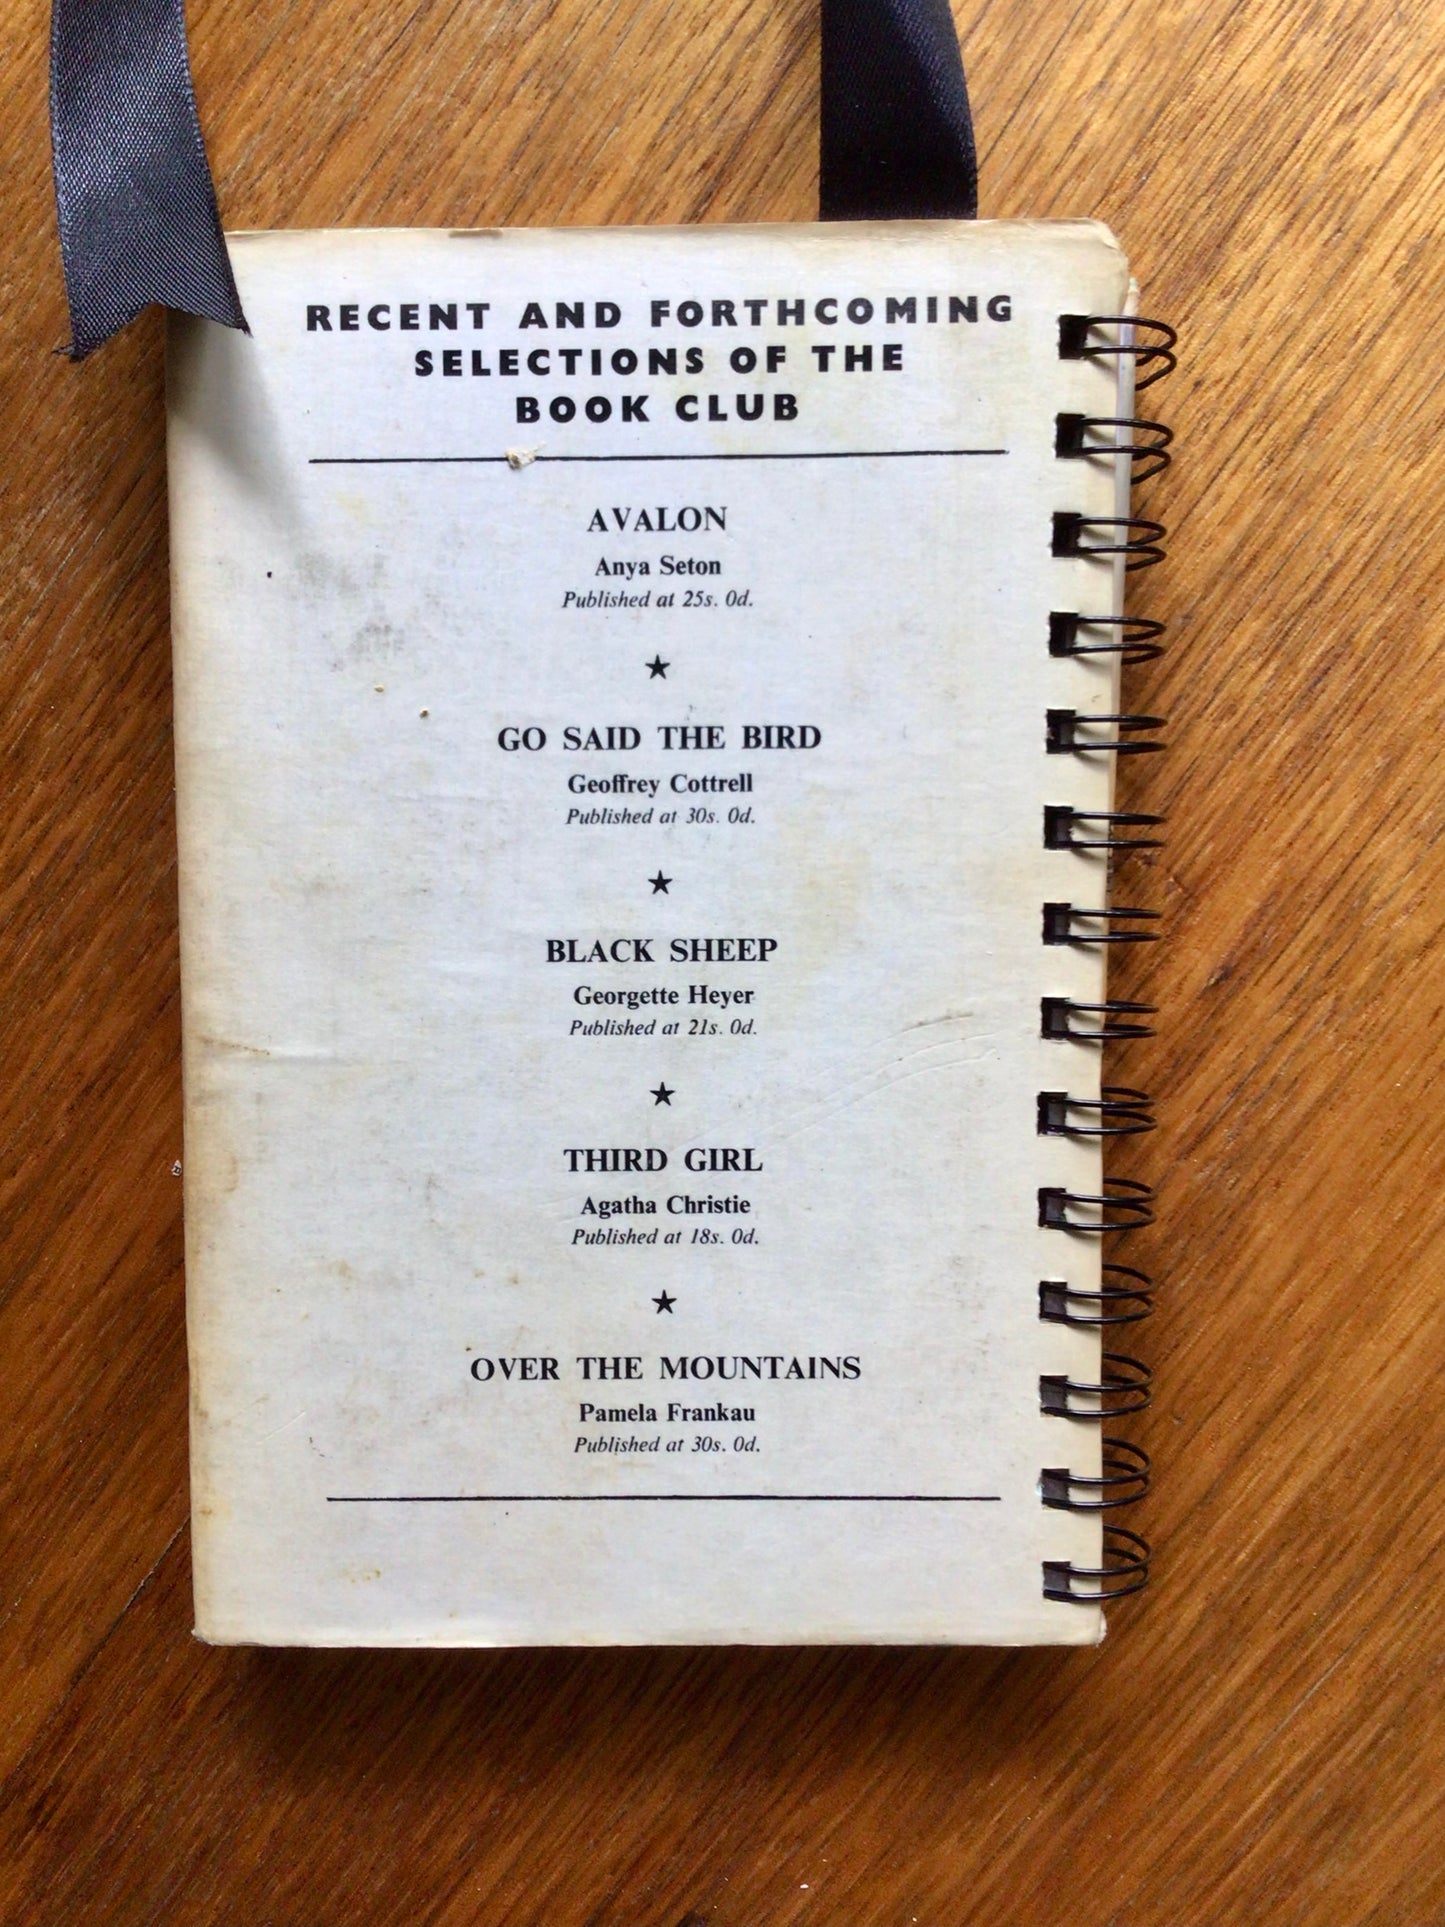 RECENT AND FORTHCOMING
SELECTIONS OF THE
BOOK CLUB
AVALON
Anya Seton
Published at 25s. 0d.
GO SAID THE BIRD
Geoffrey Cottrell
Published at 30s. 0d.
BLACK SHEEP
Georgette Heyer
Published at 21s. 0d.
THIRD GIRL
Agatha Christie
Published at 18s. 0d.
OVER THE MOUNTAINS
Pamela Frankau
Published at 30s. 0d.